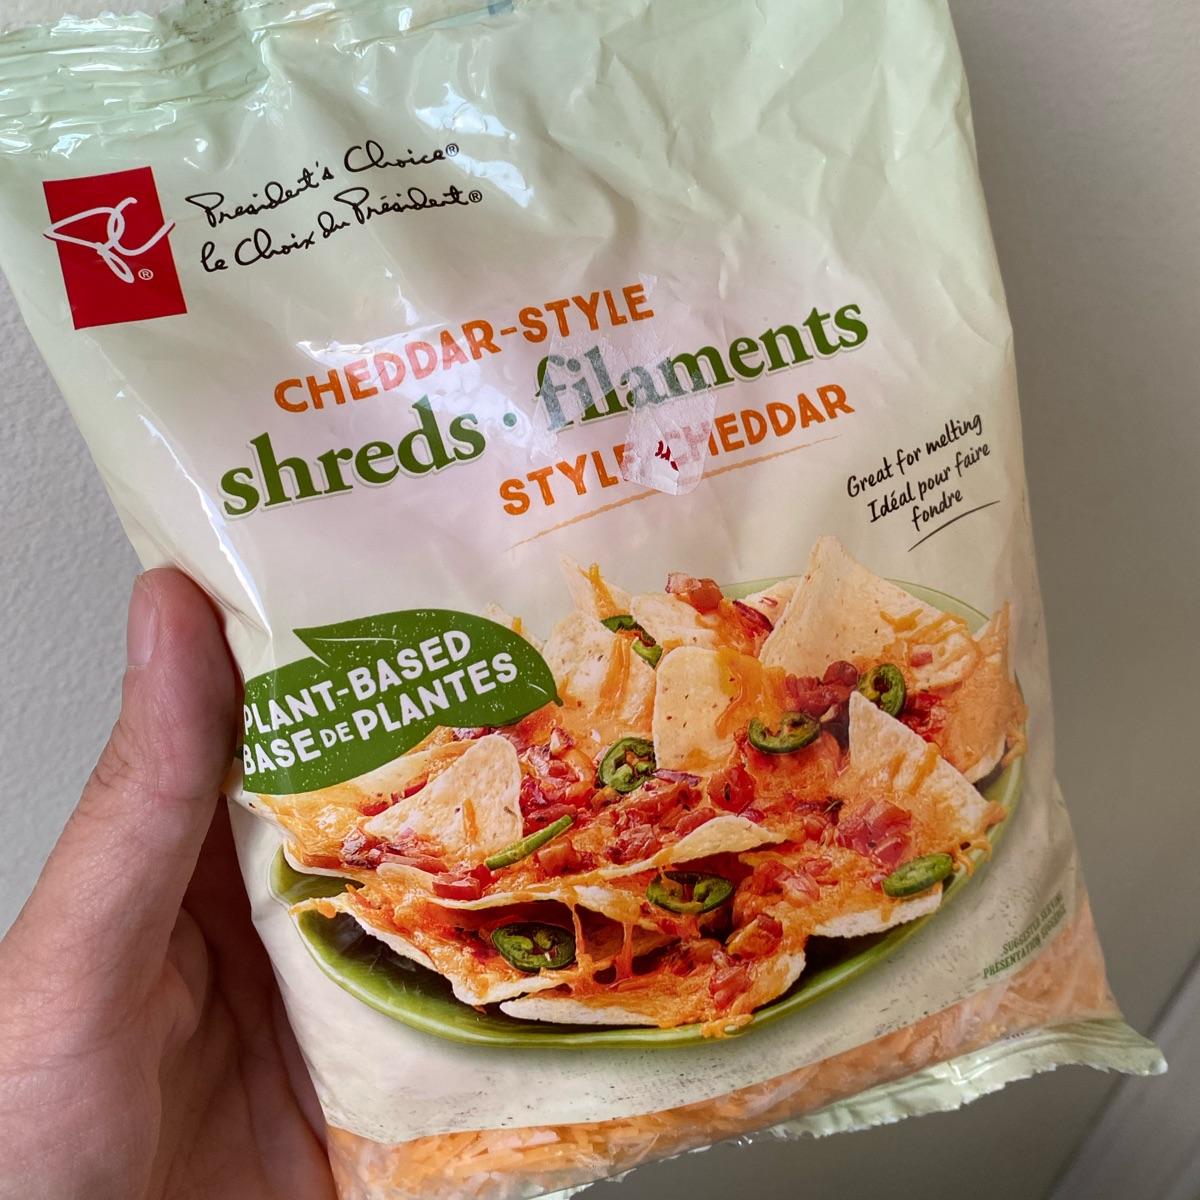 PC®
President's Choice®
le Choix du Président®
CHEDDAR-STYLE
shreds · filaments
STYLE CHEDDAR
Great for melting
Idéal pour faire
fondre
PLANT-BASED
BASE DE PLANTES
SUGGESTED SERVING
PRÉSENTATION SUGGÉRÉE